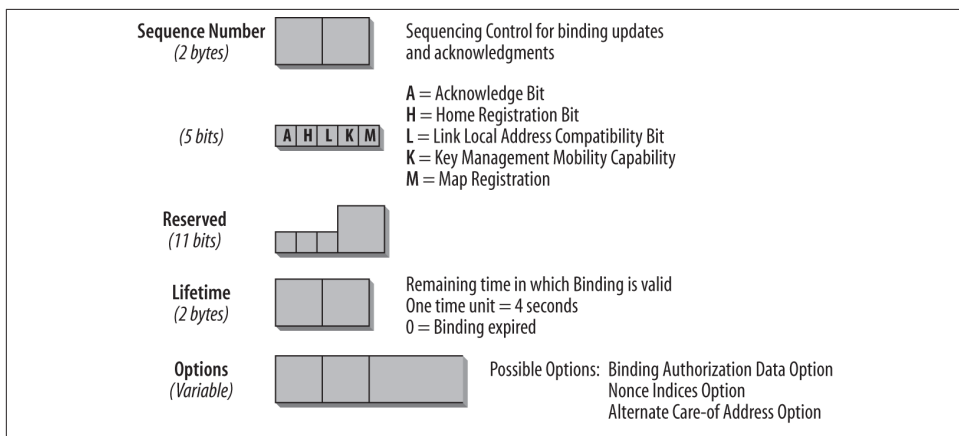 Sequence Number
(2 bytes)
Sequencing Control for binding updates
and acknowledgments
(5 bits)
A H L K M
A = Acknowledge Bit
H = Home Registration Bit
L = Link Local Address Compatibility Bit
K = Key Management Mobility Capability
M = Map Registration
Reserved
(11 bits)
Lifetime
(2 bytes)
Remaining time in which Binding is valid
One time unit = 4 seconds
0 = Binding expired
Options
(Variable)
Possible Options: Binding Authorization Data Option
Nonce Indices Option
Alternate Care-of Address Option